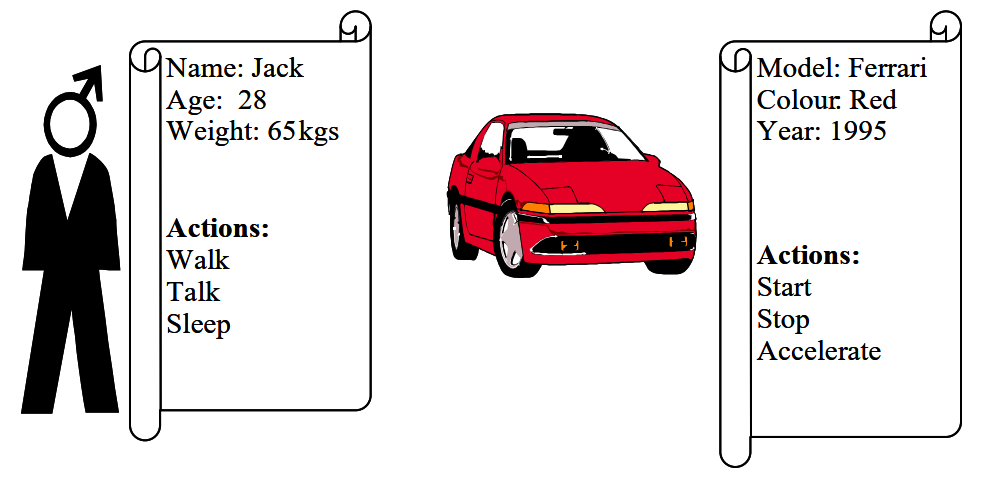 Name: Jack
Age: 28
Weight: 65kgs
Actions:
Walk
Talk
Sleep
Model: Ferrari
Colour: Red
Year: 1995
Actions:
Start
Stop
Accelerate